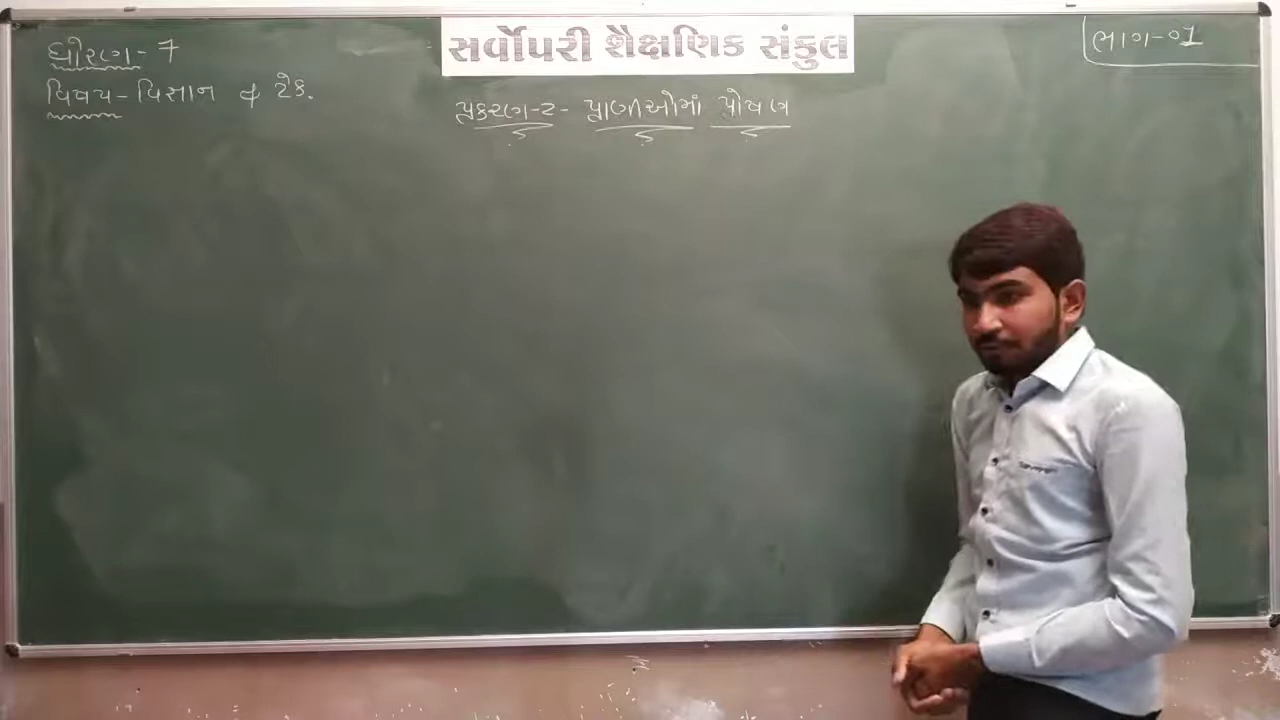 સર્વોપરી શૈક્ષણિક સંકુલ
ધોરણ-7
ભાગ-01
વિષય-વિજ્ઞાન & ટેક.
પ્રકરણ-2- પ્રાણીઓમાં પોષણ